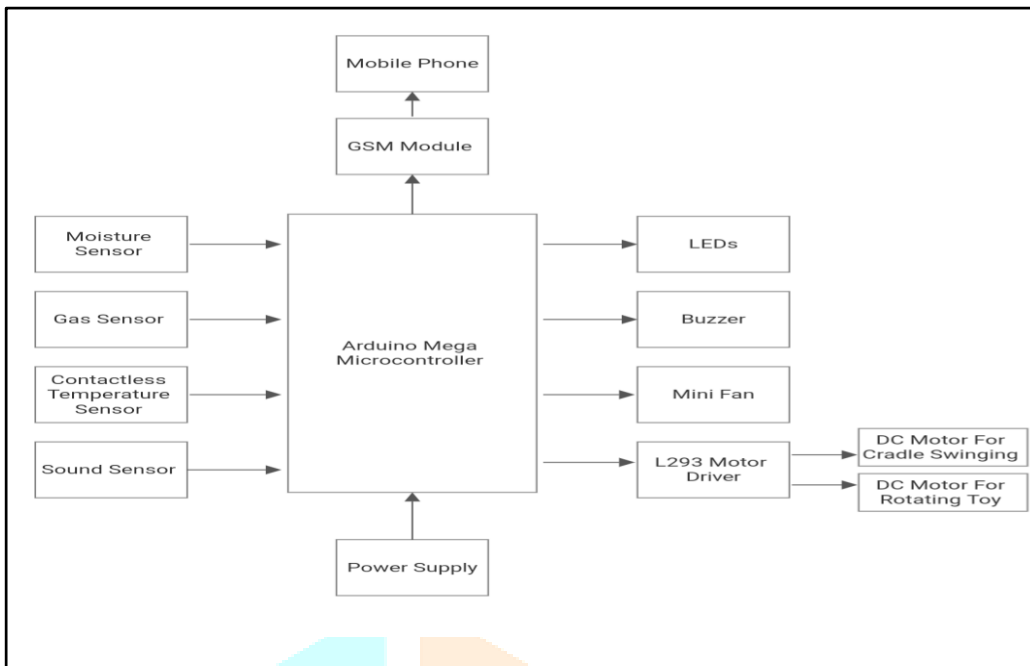 Mobile Phone
GSM Module
Moisture
Sensor
Gas Sensor
Contactless
Temperature
Sensor
Sound Sensor
Arduino Mega
Microcontroller
LEDs
Buzzer
Mini Fan
L293 Motor
Driver
DC Motor For
Cradle Swinging
DC Motor For
Rotating Toy
Power Supply